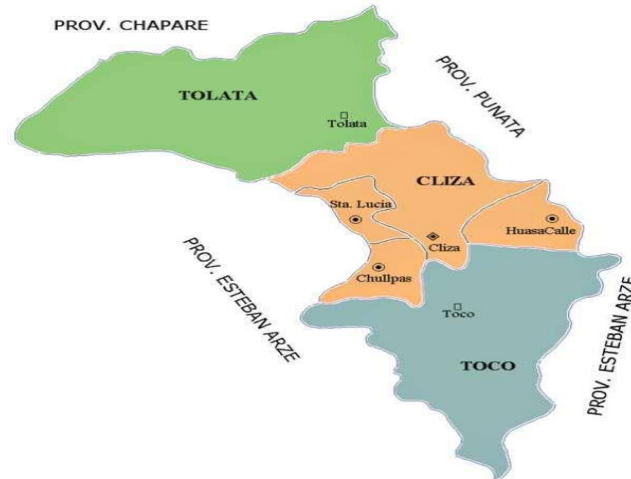 PROV. CHAPARE
PROV. PUNATA
TOLATA
Tolata
CLIZA
Sta. Lucia
HuasaCalle
Cliza
Chullpas
PROV. ESTEBAN ARZE
PROV. ESTEBAN ARZE
Toco
TOCO